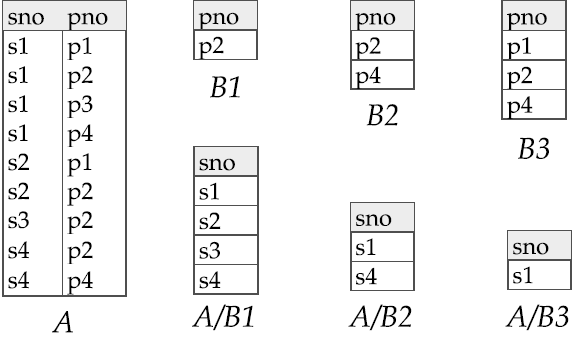 sno pno
s1 p1
s1 p2
s1 p3
s1 p4
s2 p1
s2 p2
s3 p2
s4 p2
s4 p4
A
pno
p2
B1
pno
p2
p4
B2
pno
p1
p2
p4
B3
sno
s1
s2
s3
s4
A/B1
sno
s1
s4
A/B2
sno
s1
A/B3